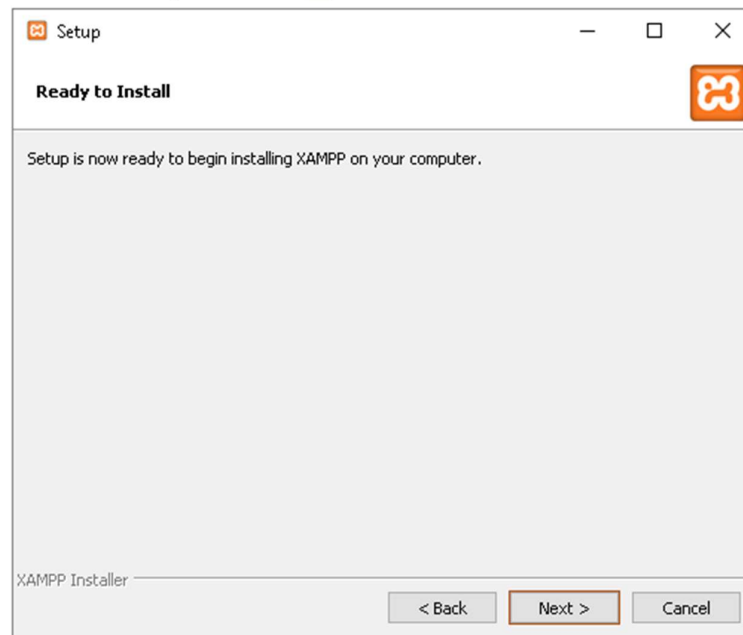 Setup
Ready to Install
Setup is now ready to begin installing XAMPP on your computer.
XAMPP Installer
< Back Next > Cancel